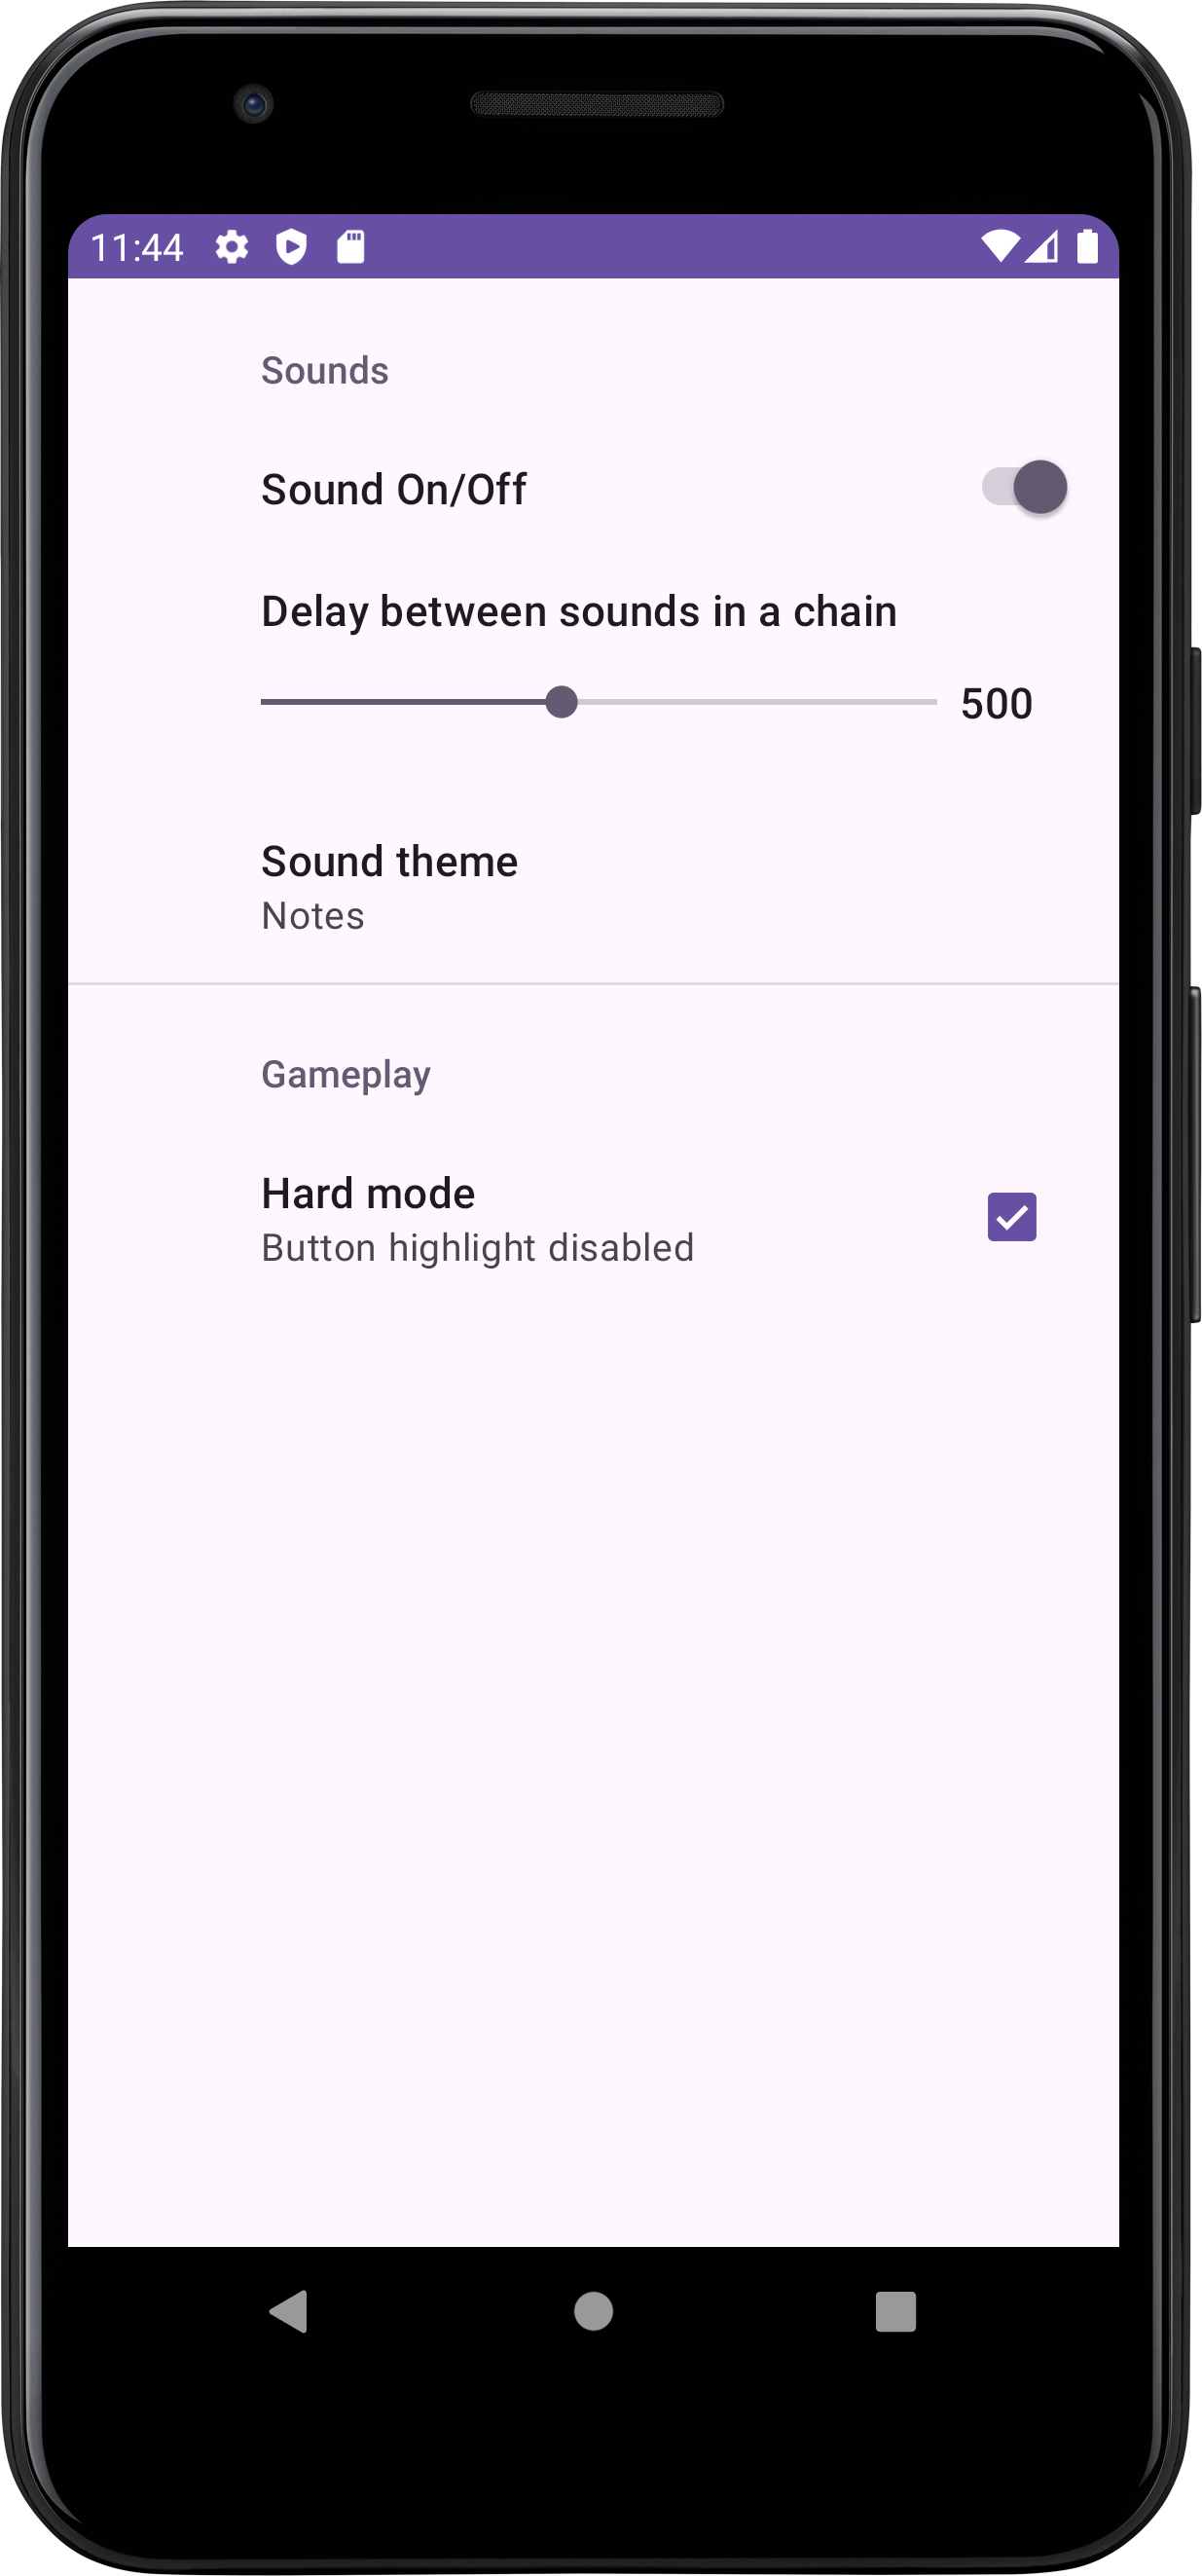 11:44
Sounds
Sound On/Off
Delay between sounds in a chain
500
Sound theme
Notes
Gameplay
Hard mode
Button highlight disabled